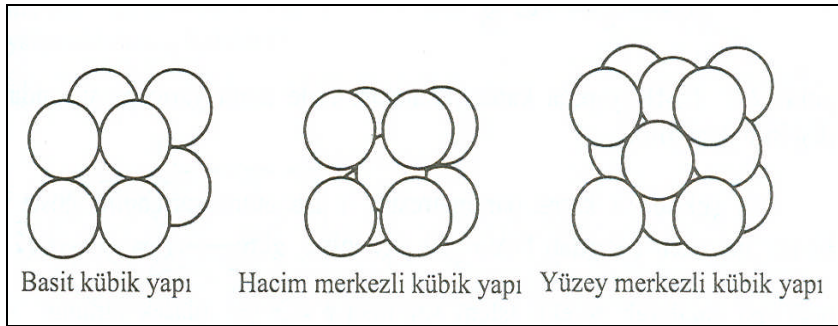 Basit kübik yapı
Hacim merkezli kübik yapı
Yüzey merkezli kübik yapı